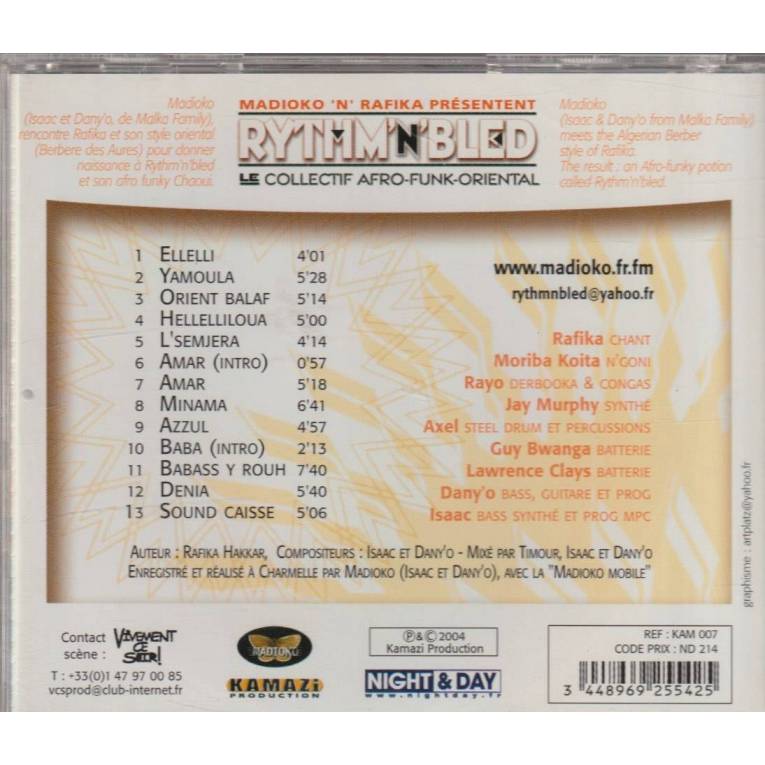 Madioko
(Isaac et Dany'o, de Malka Family),
rencontre Rafika et son style oriental
(Berbere des Aures) pour donner
naissance à Rythm'n'bled
et son afro funky Chaoui.
MADIOKO 'N' RAFIKA PRÉSENTENT
RYTHM'N'BLED
LE COLLECTIF AFRO-FUNK-ORIENTAL
Madioko
(Isaac & Dany'o from Malka Family)
meets the Algerian Berber
style of Rafika.
The result : an Afro-funky potion
called Rythm'n'bled.
1 ELLELLI 4'01
2 YAMOULA 5'28
3 ORIENT BALAF 5'14
4 HELLELLILOUA 5'00
5 L'SEMJERA 4'14
6 AMAR (INTRO) 0'57
7 AMAR 5'18
8 MINAMA 6'41
9 AZZUL 4'57
10 BABA (INTRO) 2'13
11 BABASS Y ROUH 7'40
12 DENIA 5'40
13 SOUND CAISSE 5'06
www.madioko.fr.fm
rythmnbled@yahoo.fr
Rafika CHANT
Moriba Koita N'GONI
Rayo DERBOOKA & CONGAS
Jay Murphy SYNTHÉ
Axel STEEL DRUM ET PERCUSSIONS
Guy Bwanga BATTERIE
Lawrence Clays BATTERIE
Dany'o BASS, GUITARE ET PROG
Isaac BASS SYNTHÉ ET PROG MPC
AUTEUR : RAFIKA HAKKAR, COMPOSITEURS : ISAAC ET DANY'O - MIXÉ PAR TIMOUR, ISAAC ET DANY'O
ENREGISTRÉ ET RÉALISÉ À CHARMELLE PAR MADIOKO (ISAAC ET DANY'O), AVEC LA "MADIOKO MOBILE"
graphisme : artplatz@yahoo.fr
Contact
scène :
VIVEMENT
CE
SOIR!
T : +33(0)1 47 97 00 85
vcsprod@club-internet.fr
MADIOKO
KAMAZI
PRODUCTION
Ⓟ&© 2004
Kamazi Production
NIGHT & DAY
www.nightday.fr
REF : KAM 007
CODE PRIX : ND 214
3 448969 255425